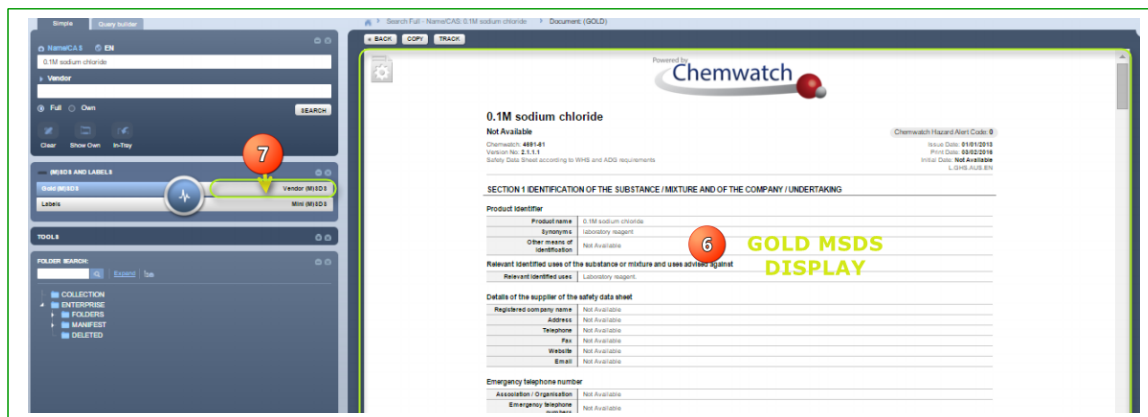 Simple Query builder
Search Full - Name/CAS: 0.1M sodium chloride Document (GOLD)
« BACK COPY TRACK
Name/CAS EN
0.1M sodium chloride
Vendor
Full Own SEARCH
Clear Show Own In-Tray
7
(M)SDS AND LABELS
Gold (M)SDS Vendor (M)SDS
Labels Mini (M)SDS
TOOLS
FOLDER SEARCH:
Expand
COLLECTION
ENTERPRISE
FOLDERS
MANIFEST
DELETED
Powered by
Chemwatch
0.1M sodium chloride
Not Available Chemwatch Hazard Alert Code: 0
Chemwatch: 4691-61 Issue Date: 01/01/2013
Version No: 2.1.1.1 Print Date: 03/02/2016
Safety Data Sheet according to WHS and ADG requirements Initial Date: Not Available
L.GHS.AUS.EN
SECTION 1 IDENTIFICATION OF THE SUBSTANCE / MIXTURE AND OF THE COMPANY / UNDERTAKING
Product Identifier
Product name 0.1M sodium chloride
Synonyms laboratory reagent
Other means of identification Not Available
6 GOLD MSDS
DISPLAY
Relevant identified uses of the substance or mixture and uses advised against
Relevant identified uses Laboratory reagent.
Details of the supplier of the safety data sheet
Registered company name Not Available
Address Not Available
Telephone Not Available
Fax Not Available
Website Not Available
Email Not Available
Emergency telephone number
Association / Organisation Not Available
Emergency telephone numbers Not Available